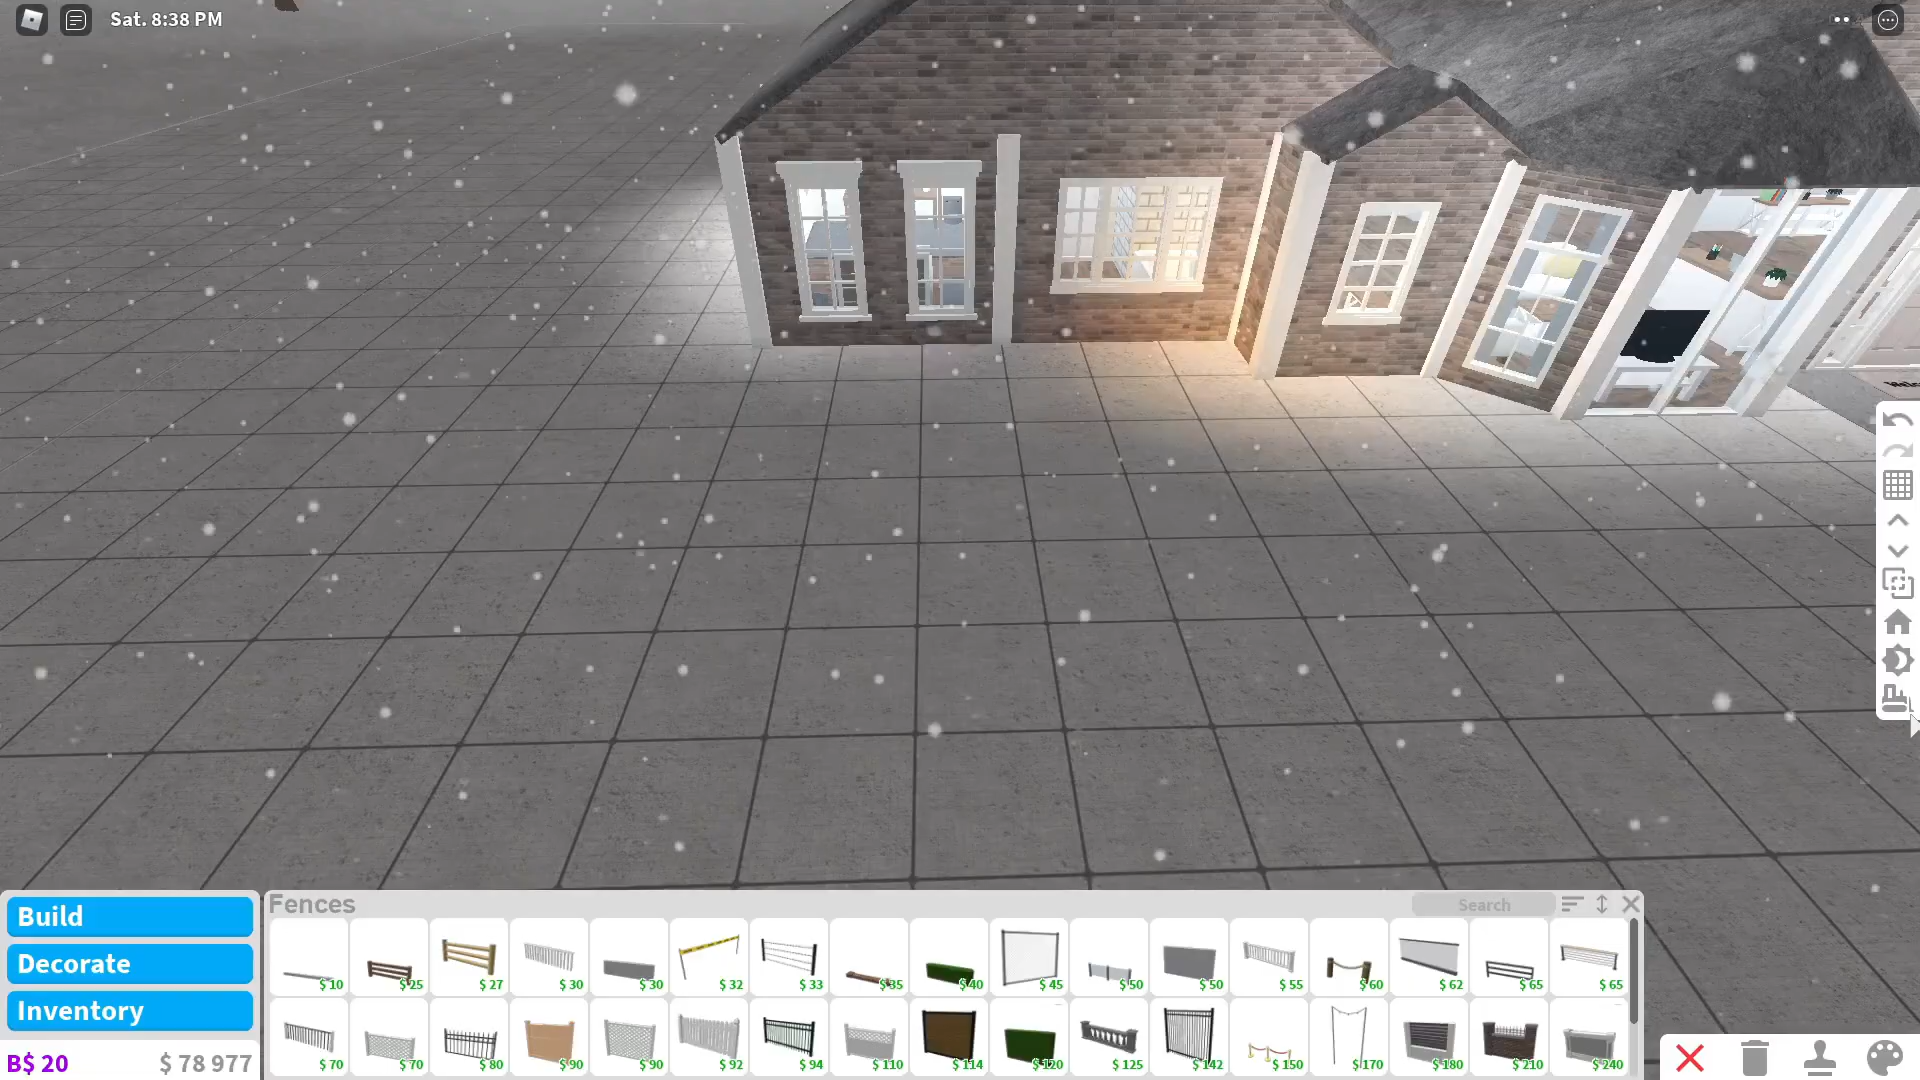 Sat. 8:38 PM
Build
Decorate
Inventory
B$ 20
$ 78 977
Fences
Search
$ 10 $ 25 $ 27 $ 30 $ 30 $ 32 $ 33 $ 35 $ 40 $ 45 $ 50 $ 50 $ 55 $ 60 $ 62 $ 65 $ 65
$ 70 $ 70 $ 80 $ 90 $ 90 $ 92 $ 94 $ 110 $ 114 $ 120 $ 125 $ 142 $ 150 $ 170 $ 180 $ 210 $ 240